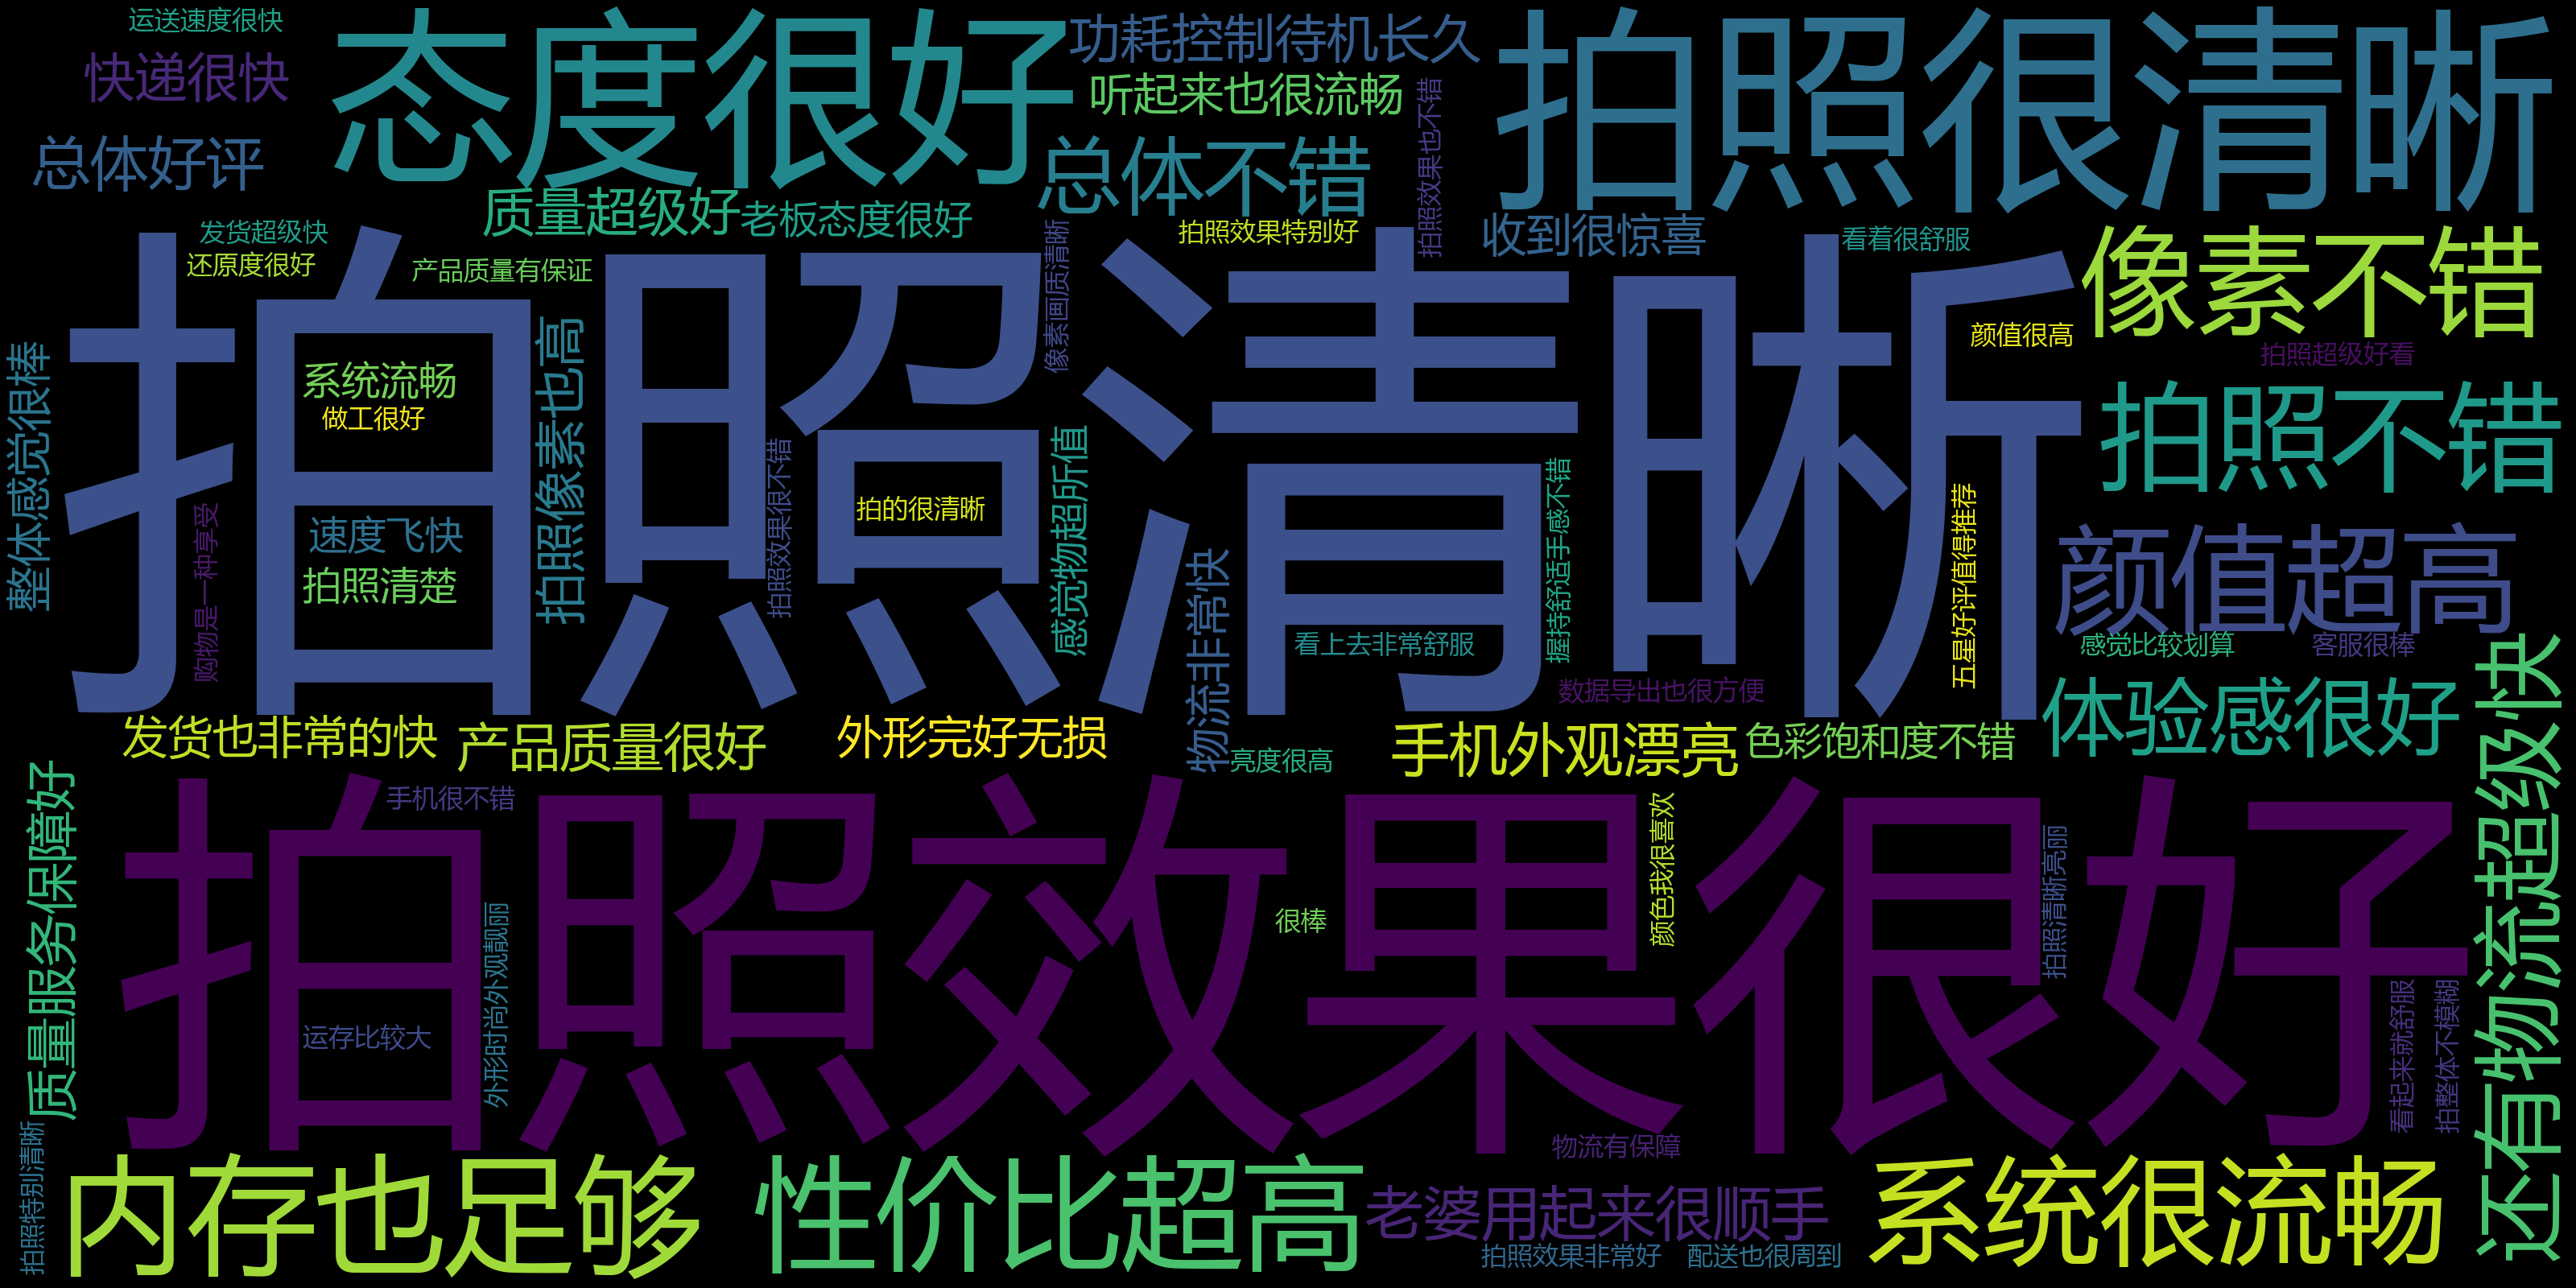 运送速度很快
快递很快
总体好评
态度很好
功耗控制待机长久
听起来也很流畅
总体不错
拍照效果也不错
拍照很清晰
质量超级好
老板态度很好
拍照效果特别好
收到很惊喜
看着很舒服
发货超级快
还原度很好
产品质量有保证
像素画质清晰
像素不错
拍照清晰
颜值很高
拍照超级好看
整体感觉很棒
系统流畅
做工很好
拍照像素也高
拍照效果很不错
拍的很清晰
感觉物超所值
握持舒适手感不错
五星好评值得推荐
拍照不错
购物是一种享受
速度飞快
拍照清楚
物流非常快
看上去非常舒服
数据导出也很方便
颜值超高
感觉比较划算
客服很棒
体验感很好
还有物流超级快
发货也非常的快
产品质量很好
外形完好无损
亮度很高
手机外观漂亮
色彩饱和度不错
质量服务保障好
手机很不错
拍照效果很好
颜色我很喜欢
拍照清晰亮丽
很棒
外形时尚外观靓丽
运存比较大
看起来就舒服
拍整体不模糊
拍照特别清晰
物流有保障
内存也足够
性价比超高
老婆用起来很顺手
拍照效果非常好
配送也很周到
系统很流畅